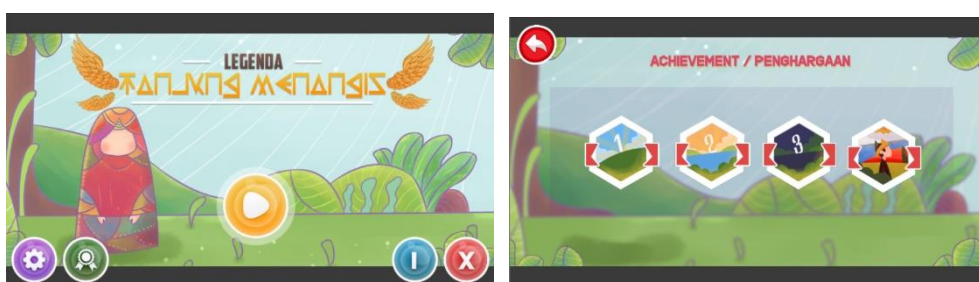 LEGENDA
TANJUNG MENANGIS
I
X
ACHIEVEMENT / PENGHARGAAN
1
2
3